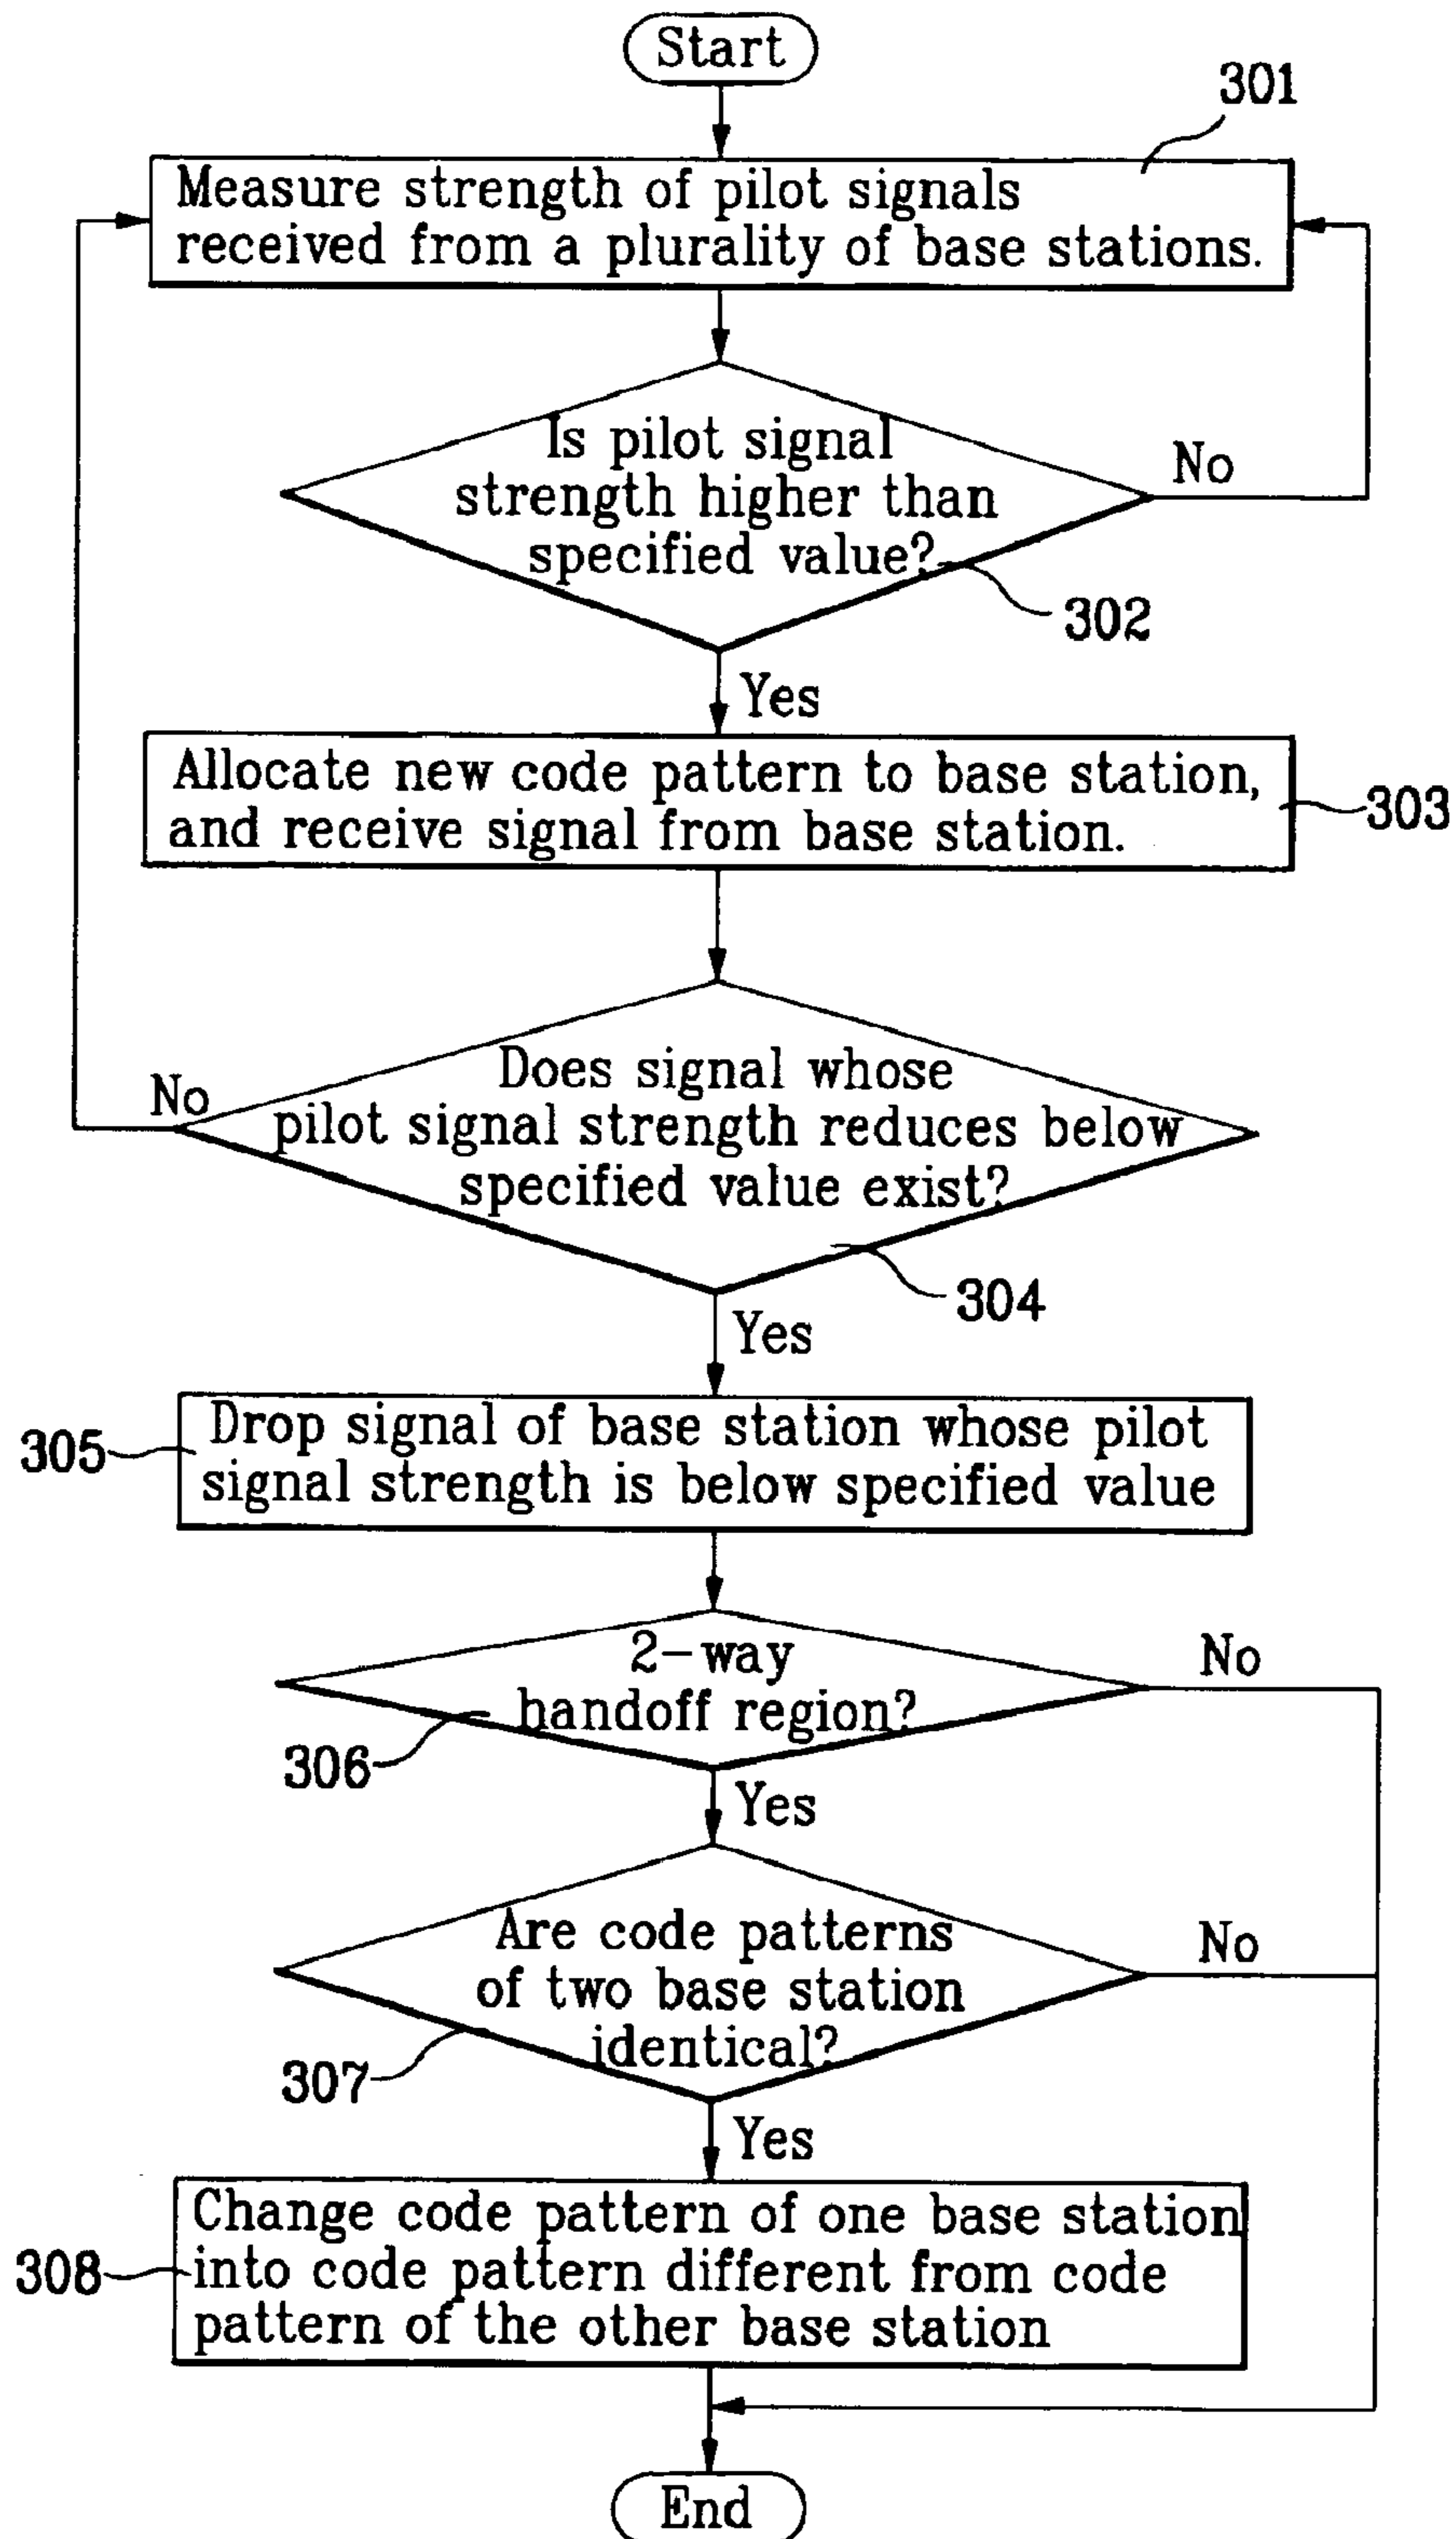 Start
301
Measure strength of pilot signals
received from a plurality of base stations.
Is pilot signal
strength higher than
specified value?
No
302
Yes
Allocate new code pattern to base station,
and receive signal from base station.
303
Does signal whose
pilot signal strength reduces below
specified value exist?
No
304
Yes
305
Drop signal of base station whose pilot
signal strength is below specified value
2-way
handoff region?
No
306
Yes
Are code patterns
of two base station
identical?
No
307
Yes
308
Change code pattern of one base station
into code pattern different from code
pattern of the other base station
End